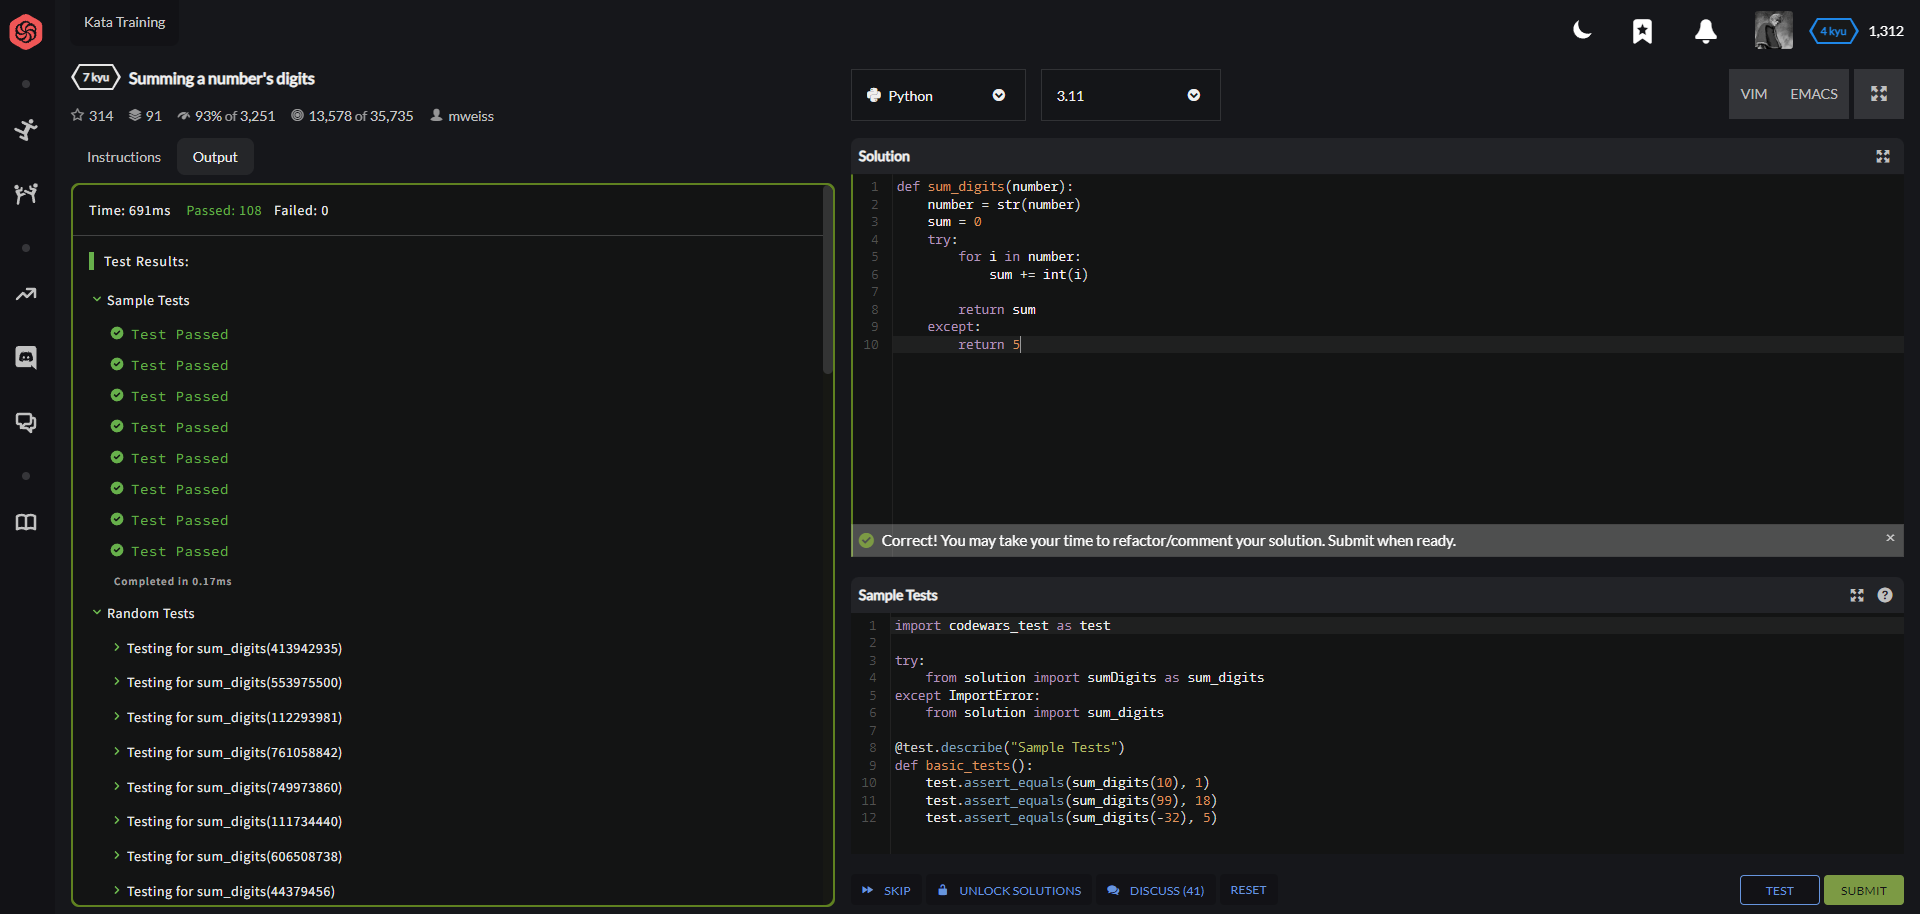 Kata Training
4 kyu 1,312
7 kyu Summing a number's digits
314 91 93% of 3,251 13,578 of 35,735 mweiss
Instructions Output
Time: 691ms Passed: 108 Failed: 0
Test Results:
Sample Tests
Test Passed
Test Passed
Test Passed
Test Passed
Test Passed
Test Passed
Test Passed
Test Passed
Completed in 0.17ms
Random Tests
Testing for sum_digits(413942935)
Testing for sum_digits(553975500)
Testing for sum_digits(112293981)
Testing for sum_digits(761058842)
Testing for sum_digits(749973860)
Testing for sum_digits(111734440)
Testing for sum_digits(606508738)
Testing for sum_digits(44379456)
Python 3.11 VIM EMACS
Solution
1 def sum_digits(number):
2     number = str(number)
3     sum = 0
4     try:
5         for i in number:
6             sum += int(i)
7
8         return sum
9     except:
10         return 5
Correct! You may take your time to refactor/comment your solution. Submit when ready. ×
Sample Tests ?
1 import codewars_test as test
2
3 try:
4     from solution import sumDigits as sum_digits
5 except ImportError:
6     from solution import sum_digits
7
8 @test.describe("Sample Tests")
9 def basic_tests():
10     test.assert_equals(sum_digits(10), 1)
11     test.assert_equals(sum_digits(99), 18)
12     test.assert_equals(sum_digits(-32), 5)
SKIP UNLOCK SOLUTIONS DISCUSS (41) RESET TEST SUBMIT